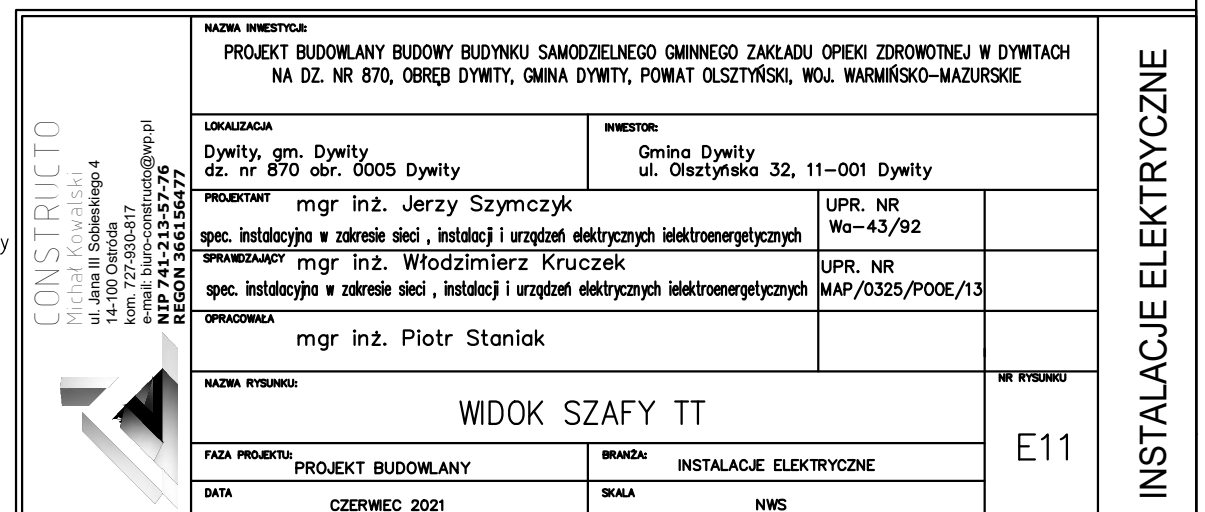 NAZWA INWESTYCJI:
PROJEKT BUDOWLANY BUDOWY BUDYNKU SAMODZIELNEGO GMINNEGO ZAKŁADU OPIEKI ZDROWOTNEJ W DYWITACH
NA DZ. NR 870, OBRĘB DYWITY, GMINA DYWITY, POWIAT OLSZTYŃSKI, WOJ. WARMIŃSKO-MAZURSKIE
LOKALIZACJA
Dywity, gm. Dywity
dz. nr 870 obr. 0005 Dywity
INWESTOR:
Gmina Dywity
ul. Olsztyńska 32, 11-001 Dywity
PROJEKTANT
mgr inż. Jerzy Szymczyk
spec. instalacyjna w zakresie sieci , instalacji i urządzeń elektrycznych ielektroenergetycznych
UPR. NR
Wa-43/92
SPRAWDZAJĄCY
mgr inż. Włodzimierz Kruczek
spec. instalacyjna w zakresie sieci , instalacji i urządzeń elektrycznych ielektroenergetycznych
UPR. NR
MAP/0325/POOE/13
OPRACOWAŁA
mgr inż. Piotr Staniak
NAZWA RYSUNKU:
WIDOK SZAFY TT
NR RYSUNKU
E11
FAZA PROJEKTU:
PROJEKT BUDOWLANY
BRANŻA:
INSTALACJE ELEKTRYCZNE
DATA
CZERWIEC 2021
SKALA
NWS
CONSTRUCTO
Michał Kowalski
ul. Jana III Sobieskiego 4
14-100 Ostróda
kom. 727-930-817
e-mail: biuro-constructo@wp.pl
NIP 741-213-57-76
REGON 366156477
INSTALACJE ELEKTRYCZNE
y